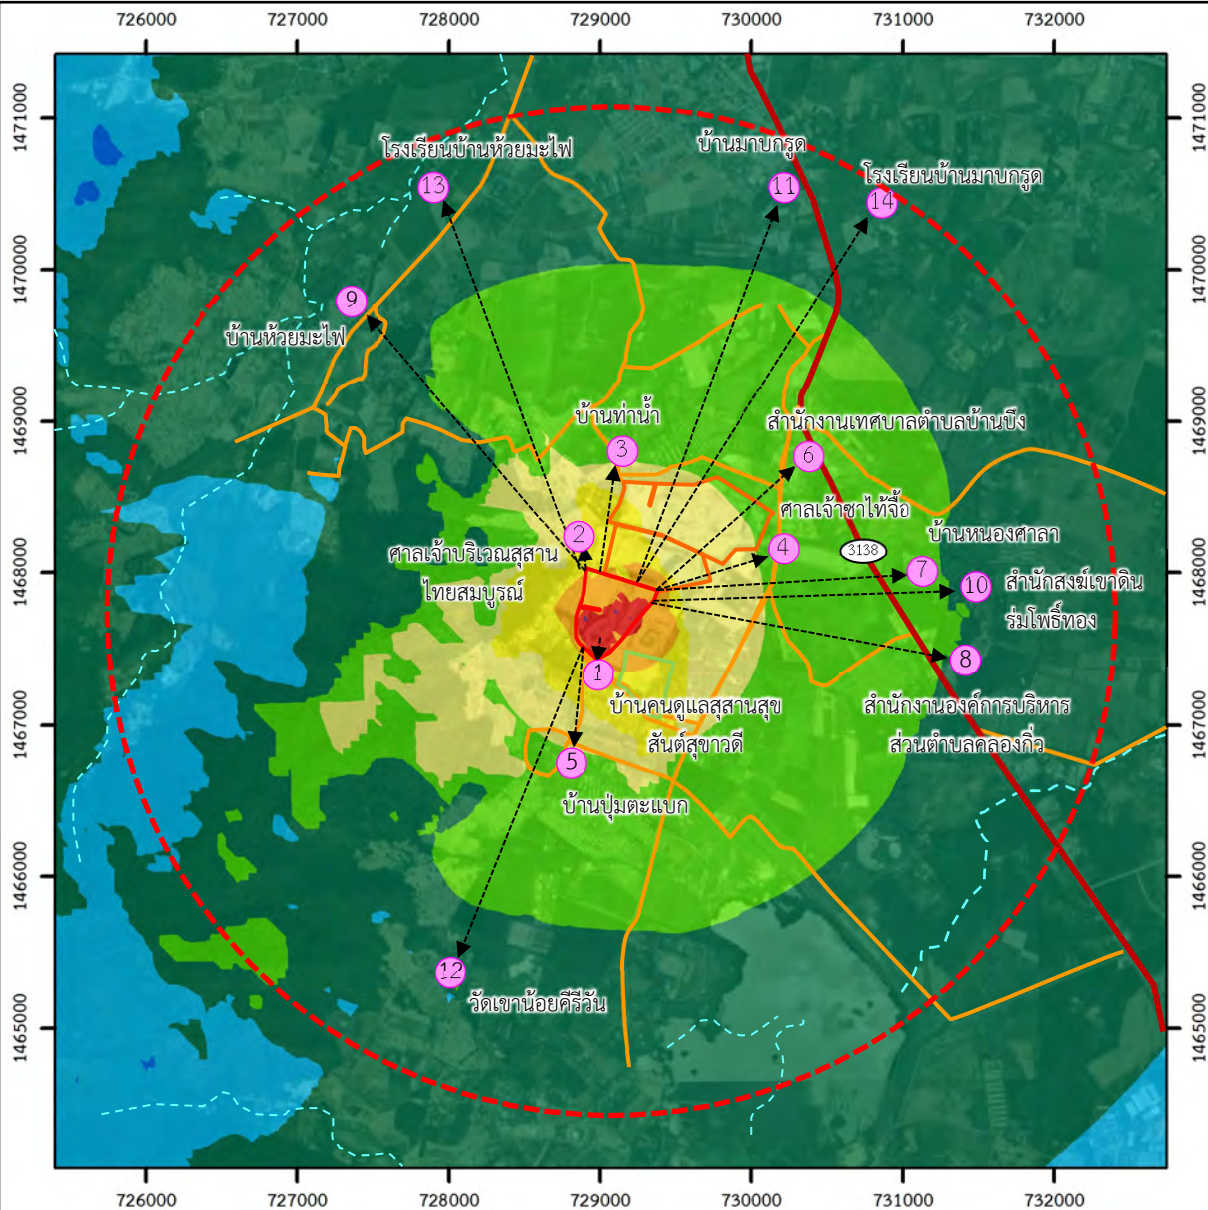 726000 727000 728000 729000 730000 731000 732000
1471000 1471000
บ้านมาบกรูด
โรงเรียนบ้านห้วยมะไฟ
โรงเรียนบ้านมาบกรูด
13 11
14
1470000 1470000
9
บ้านห้วยมะไฟ
1469000 1469000
บ้านท่าน้ำ
สำนักงานเทศบาลตำบลบ้านบึง
3 6
ศาลเจ้าซาไท้จื้อ
2
บ้านหนองศาลา
4 3138
ศาลเจ้าบริเวณสุสาน
ไทยสมบูรณ์
1468000 1468000
7
10 สำนักสงฆ์เขาดิน
ร่มโพธิ์ทอง
8
1
บ้านคนดูแลสุสานสุข
สันต์สุขาวดี
สำนักงานองค์การบริหาร
ส่วนตำบลคลองกิ่ว
1467000 1467000
5
บ้านปุ่มตะแบก
1466000 1466000
12
วัดเขาน้อยคีรีวัน
1465000 1465000
726000 727000 728000 729000 730000 731000 732000